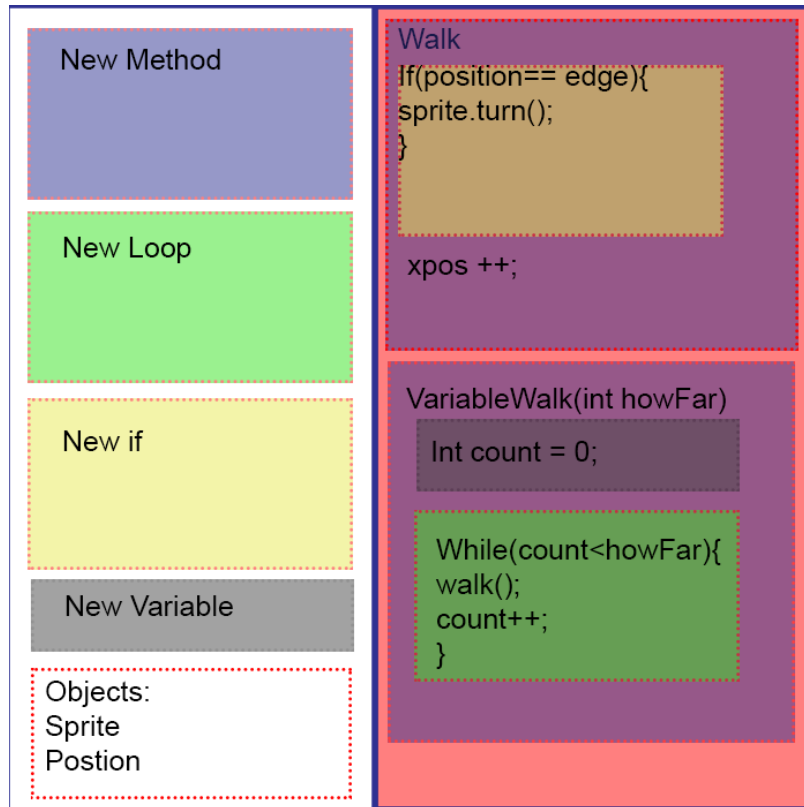 New Method
New Loop
New if
New Variable
Objects:
Sprite
Postion
Walk
If(position== edge){
sprite.turn();
}
xpos ++;
VariableWalk(int howFar)
Int count = 0;
While(count<howFar){
walk();
count++;
}